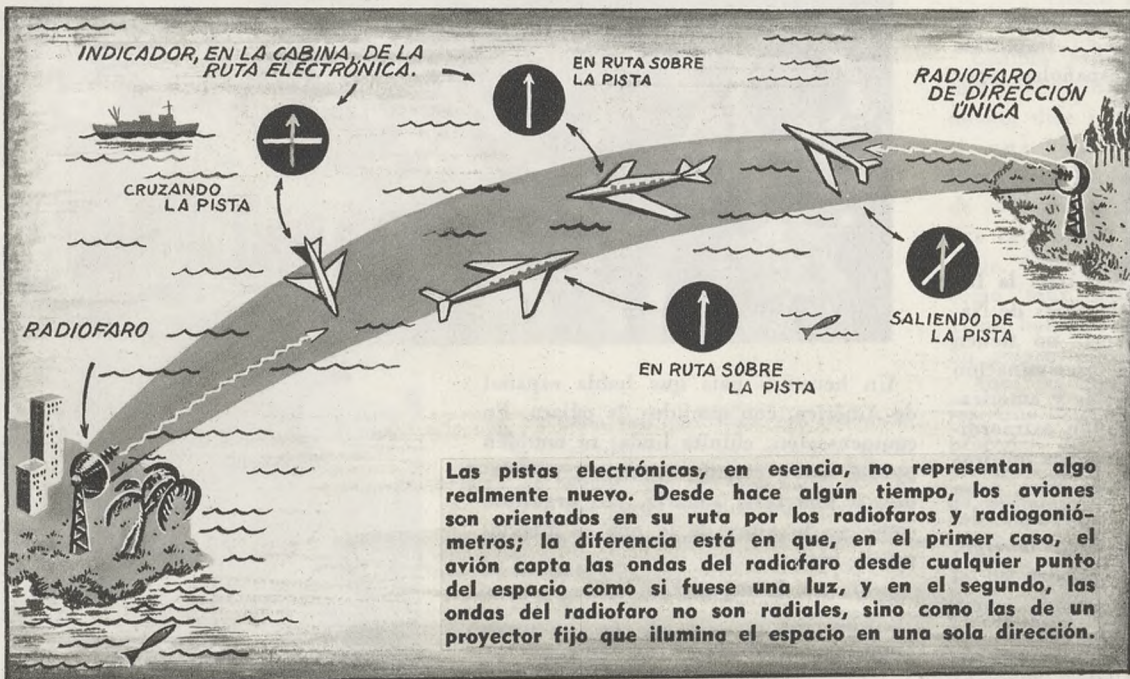 INDICADOR, EN LA CABINA, DE LA
RUTA ELECTRÓNICA.
EN RUTA SOBRE
LA PISTA
RADIOFARO
DE DIRECCIÓN
ÚNICA
CRUZANDO
LA PISTA
RADIOFARO
SALIENDO DE
LA PISTA
EN RUTA SOBRE
LA PISTA
Las pistas electrónicas, en esencia, no representan algo
realmente nuevo. Desde hace algún tiempo, los aviones
son orientados en su ruta por los radiofaros y radiogonió-
metros; la diferencia está en que, en el primer caso, el
avión capta las ondas del radiofaro desde cualquier punto
del espacio como si fuese una luz, y en el segundo, las
ondas del radiofaro no son radiales, sino como las de un
proyector fijo que ilumina el espacio en una sola dirección.